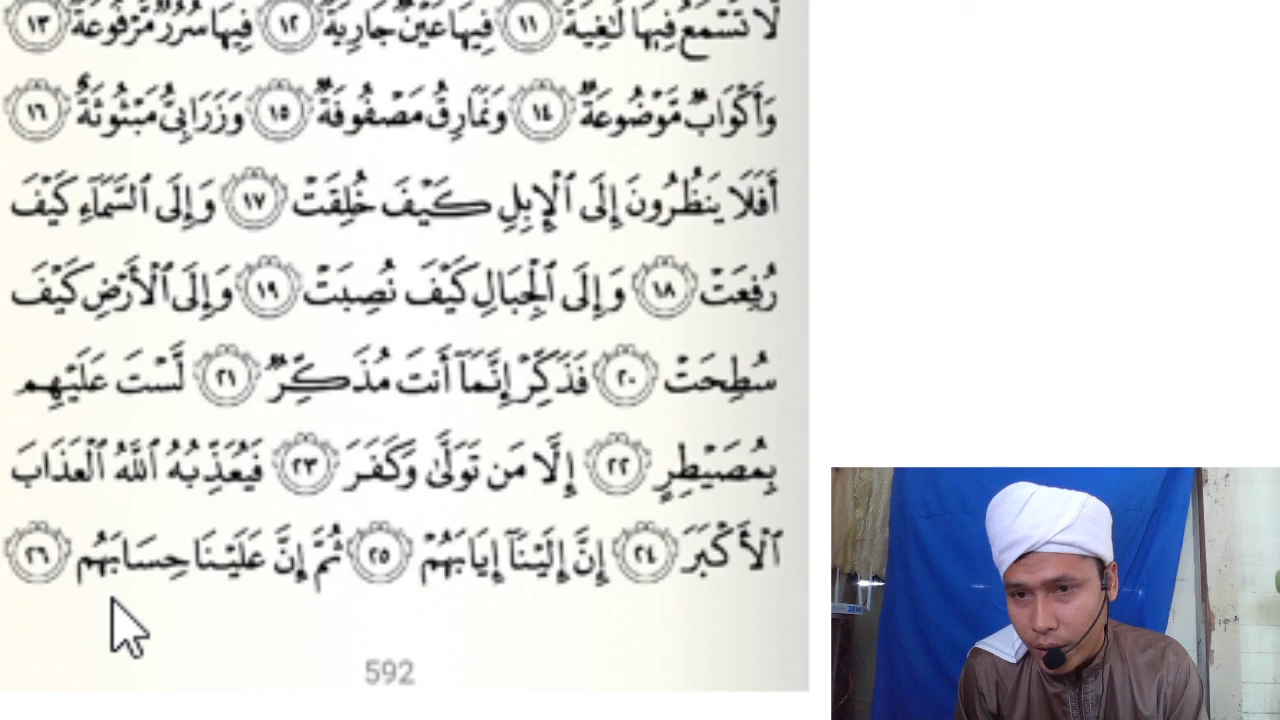 لَّا تَسْمَعُ فِيهَا لَٰغِيَةً ١١ فِيهَا عَيْنٌ جَارِيَةٌ ١٢ فِيهَا سُرُرٌ مَّرْفُوعَةٌ ١٣
وَأَكْوَابٌ مَّوْضُوعَةٌ ١٤ وَنَمَارِقُ مَصْفُوفَةٌ ١٥ وَزَرَابِىُّ مَبْثُوثَةٌ ١٦
أَفَلَا يَنظُرُونَ إِلَى ٱلْإِبِلِ كَيْفَ خُلِقَتْ ١٧ وَإِلَى ٱلسَّمَآءِ كَيْفَ
رُفِعَتْ ١٨ وَإِلَى ٱلْجِبَالِ كَيْفَ نُصِبَتْ ١٩ وَإِلَى ٱلْأَرْضِ كَيْفَ
سُطِحَتْ ٢٠ فَذَكِّرْ إِنَّمَآ أَنتَ مُذَكِّرٌ ٢١ لَّسْتَ عَلَيْهِم
بِمُصَيْطِرٍ ٢٢ إِلَّا مَن تَوَلَّىٰ وَكَفَرَ ٢٣ فَيُعَذِّبُهُ ٱللَّهُ ٱلْعَذَابَ
ٱلْأَكْبَرَ ٢٤ إِنَّ إِلَيْنَآ إِيَابَهُمْ ٢٥ ثُمَّ إِنَّ عَلَيْنَا حِسَابَهُم ٢٦
592